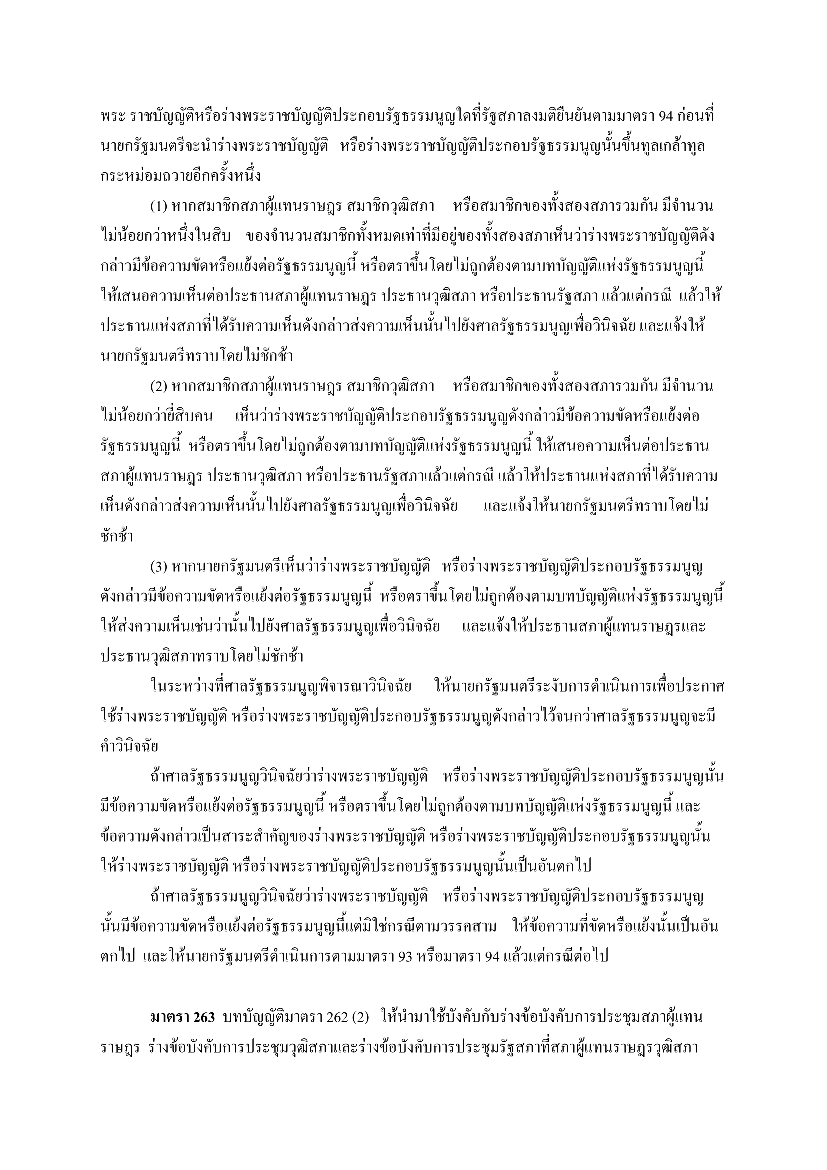 พระ ราชบัญญัติหรือร่างพระราชบัญญัติประกอบรัฐธรรมนูญใดที่รัฐสภาลงมติยืนยันตามมาตรา 94 ก่อนที่
นายกรัฐมนตรีจะนำร่างพระราชบัญญัติ หรือร่างพระราชบัญญัติประกอบรัฐธรรมนูญนั้นขึ้นทูลเกล้าทูล
กระหม่อมถวายอีกครั้งหนึ่ง
(1) หากสมาชิกสภาผู้แทนราษฎร สมาชิกวุฒิสภา หรือสมาชิกของทั้งสองสภารวมกัน มีจำนวน
ไม่น้อยกว่าหนึ่งในสิบ ของจำนวนสมาชิกทั้งหมดเท่าที่มีอยู่ของทั้งสองสภาเห็นว่าร่างพระราชบัญญัติดัง
กล่าวมีข้อความขัดหรือแย้งต่อรัฐธรรมนูญนี้ หรือตราขึ้นโดยไม่ถูกต้องตามบทบัญญัติแห่งรัฐธรรมนูญนี้
ให้เสนอความเห็นต่อประธานสภาผู้แทนราษฎร ประธานวุฒิสภา หรือประธานรัฐสภา แล้วแต่กรณี แล้วให้
ประธานแห่งสภาที่ได้รับความเห็นดังกล่าวส่งความเห็นนั้นไปยังศาลรัฐธรรมนูญเพื่อวินิจฉัย และแจ้งให้
นายกรัฐมนตรีทราบโดยไม่ชักช้า
(2) หากสมาชิกสภาผู้แทนราษฎร สมาชิกวุฒิสภา หรือสมาชิกของทั้งสองสภารวมกัน มีจำนวน
ไม่น้อยกว่ายี่สิบคน เห็นว่าร่างพระราชบัญญัติประกอบรัฐธรรมนูญดังกล่าวมีข้อความขัดหรือแย้งต่อ
รัฐธรรมนูญนี้ หรือตราขึ้นโดยไม่ถูกต้องตามบทบัญญัติแห่งรัฐธรรมนูญนี้ ให้เสนอความเห็นต่อประธาน
สภาผู้แทนราษฎร ประธานวุฒิสภา หรือประธานรัฐสภาแล้วแต่กรณี แล้วให้ประธานแห่งสภาที่ได้รับความ
เห็นดังกล่าวส่งความเห็นนั้นไปยังศาลรัฐธรรมนูญเพื่อวินิจฉัย และแจ้งให้นายกรัฐมนตรีทราบโดยไม่
ชักช้า
(3) หากนายกรัฐมนตรีเห็นว่าร่างพระราชบัญญัติ หรือร่างพระราชบัญญัติประกอบรัฐธรรมนูญ
ดังกล่าวมีข้อความขัดหรือแย้งต่อรัฐธรรมนูญนี้ หรือตราขึ้นโดยไม่ถูกต้องตามบทบัญญัติแห่งรัฐธรรมนูญนี้
ให้ส่งความเห็นเช่นว่านั้นไปยังศาลรัฐธรรมนูญเพื่อวินิจฉัย และแจ้งให้ประธานสภาผู้แทนราษฎรและ
ประธานวุฒิสภาทราบโดยไม่ชักช้า
ในระหว่างที่ศาลรัฐธรรมนูญพิจารณาวินิจฉัย ให้นายกรัฐมนตรีระงับการดำเนินการเพื่อประกาศ
ใช้ร่างพระราชบัญญัติ หรือร่างพระราชบัญญัติประกอบรัฐธรรมนูญดังกล่าวไว้จนกว่าศาลรัฐธรรมนูญจะมี
คำวินิจฉัย
ถ้าศาลรัฐธรรมนูญวินิจฉัยว่าร่างพระราชบัญญัติ หรือร่างพระราชบัญญัติประกอบรัฐธรรมนูญนั้น
มีข้อความขัดหรือแย้งต่อรัฐธรรมนูญนี้ หรือตราขึ้นโดยไม่ถูกต้องตามบทบัญญัติแห่งรัฐธรรมนูญนี้ และ
ข้อความดังกล่าวเป็นสาระสำคัญของร่างพระราชบัญญัติ หรือร่างพระราชบัญญัติประกอบรัฐธรรมนูญนั้น
ให้ร่างพระราชบัญญัติ หรือร่างพระราชบัญญัติประกอบรัฐธรรมนูญนั้นเป็นอันตกไป
ถ้าศาลรัฐธรรมนูญวินิจฉัยว่าร่างพระราชบัญญัติ หรือร่างพระราชบัญญัติประกอบรัฐธรรมนูญ
นั้นมีข้อความขัดหรือแย้งต่อรัฐธรรมนูญนี้แต่มิใช่กรณีตามวรรคสาม ให้ข้อความที่ขัดหรือแย้งนั้นเป็นอัน
ตกไป และให้นายกรัฐมนตรีดำเนินการตามมาตรา 93 หรือมาตรา 94 แล้วแต่กรณีต่อไป
มาตรา 263 บทบัญญัติมาตรา 262 (2) ให้นำมาใช้บังคับกับร่างข้อบังคับการประชุมสภาผู้แทน
ราษฎร ร่างข้อบังคับการประชุมวุฒิสภาและร่างข้อบังคับการประชุมรัฐสภาที่สภาผู้แทนราษฎรวุฒิสภา